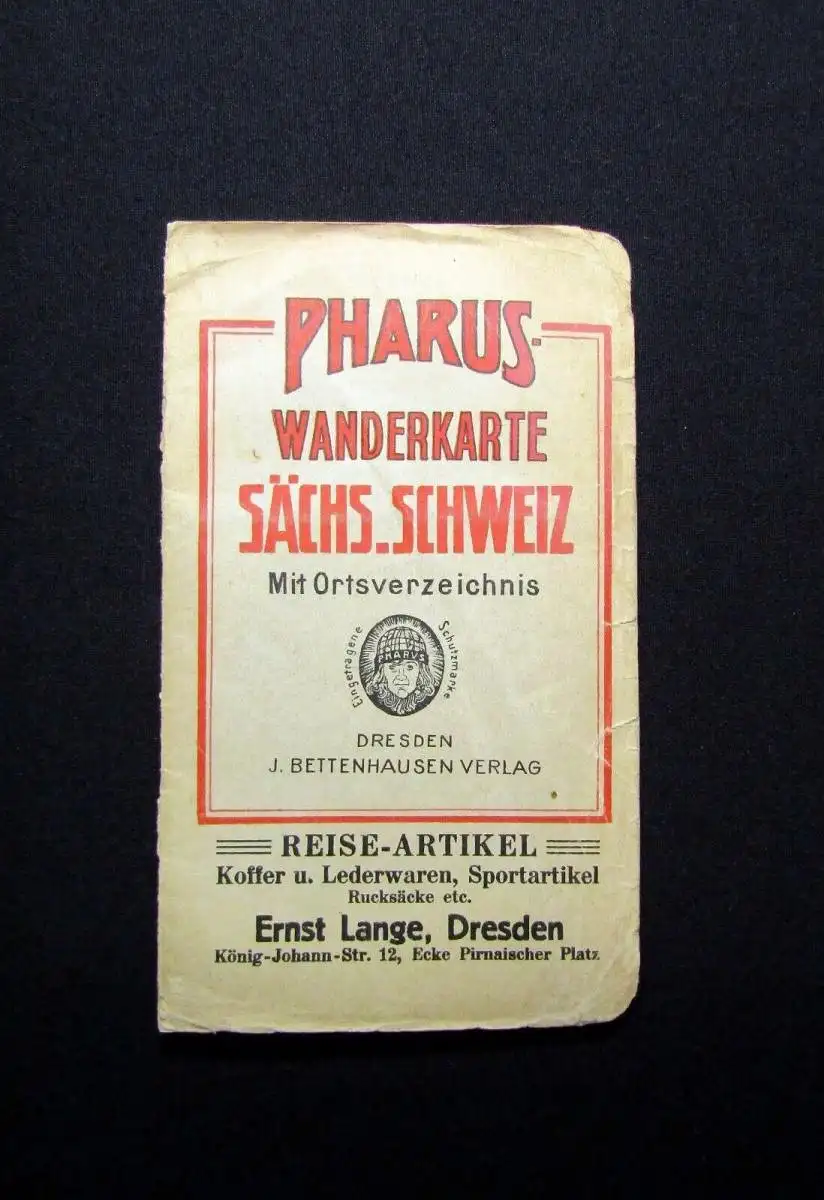 PHARUS-
WANDERKARTE
SÄCHS.SCHWEIZ
Mit Ortsverzeichnis
Eingetragene Schutzmarke
PHARUS
DRESDEN
J. BETTENHAUSEN VERLAG
REISE-ARTIKEL
Koffer u. Lederwaren, Sportartikel
Rucksäcke etc.
Ernst Lange, Dresden
König-Johann-Str. 12, Ecke Pirnaischer Platz